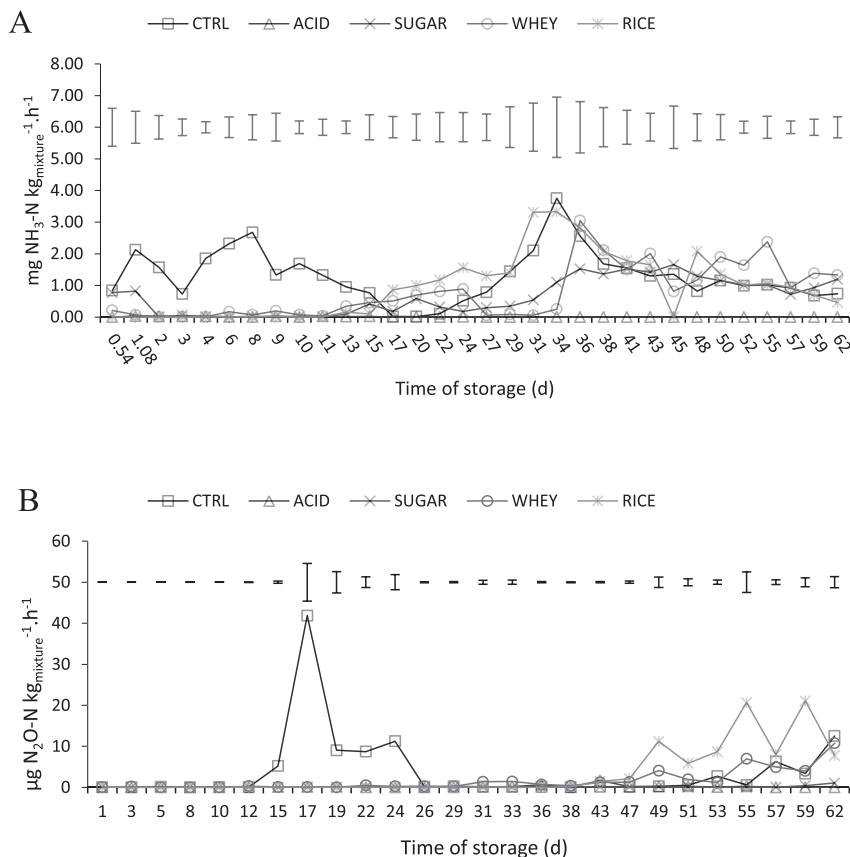 A
CTRL ACID SUGAR WHEY RICE
8.00
7.00
6.00
5.00
4.00
3.00
2.00
1.00
0.00
mg NH₃-N kg_mixture⁻¹.h⁻¹
0.54 1.08 2 3 4 6 8 9 10 11 13 15 17 20 22 24 27 29 31 34 36 38 41 43 45 48 50 52 55 57 59 62
Time of storage (d)
B
CTRL ACID SUGAR WHEY RICE
60
50
40
30
20
10
0
µg N₂O-N kg_mixture⁻¹.h⁻¹
1 3 5 8 10 12 15 17 19 22 24 26 29 31 33 36 38 43 47 49 51 53 55 57 59 62
Time of storage (d)